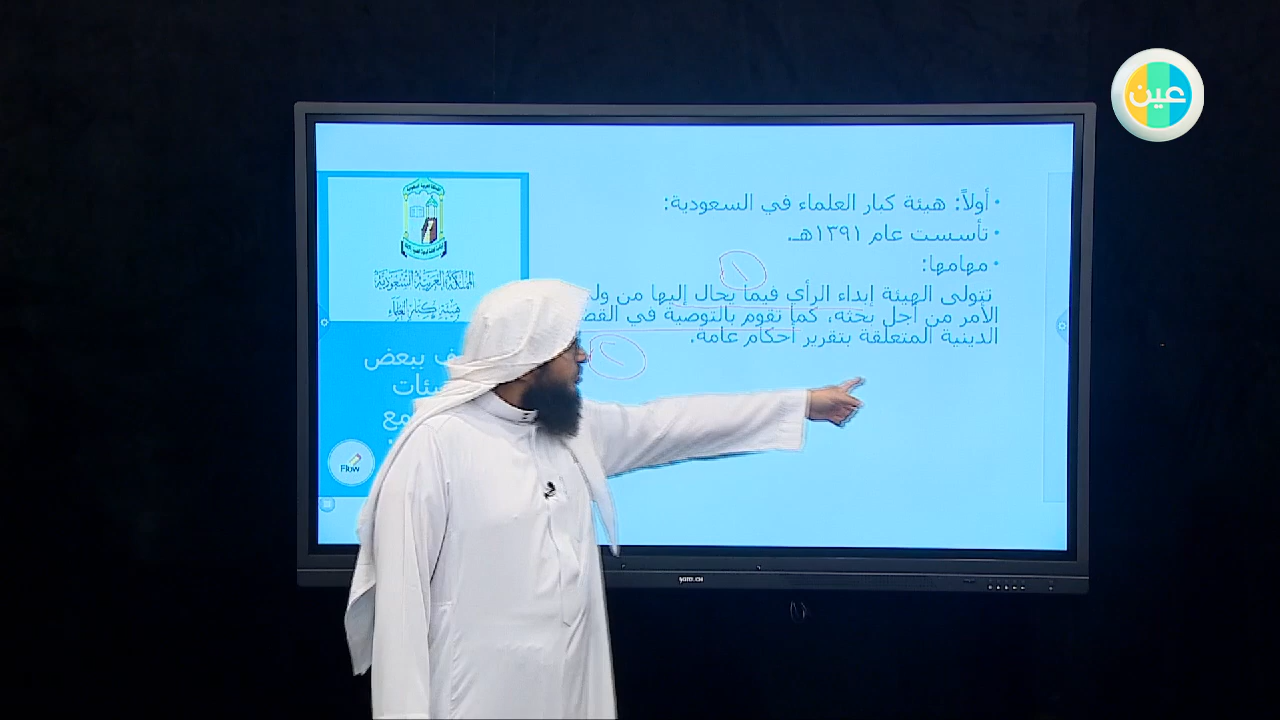 عين
• أولاً: هيئة كبار العلماء في السعودية:
• تأسست عام ١٣٩١هـ.
• مهامها:
تتولى الهيئة إبداء الرأي فيما يحال إليها من
الأمر من أجل بحثه، كما تقوم بالتوصية في
الدينية المتعلقة بتقرير أحكام عامة.
المملكة العربية السعودية
هيئة كبار العلماء
ببعض
Flow